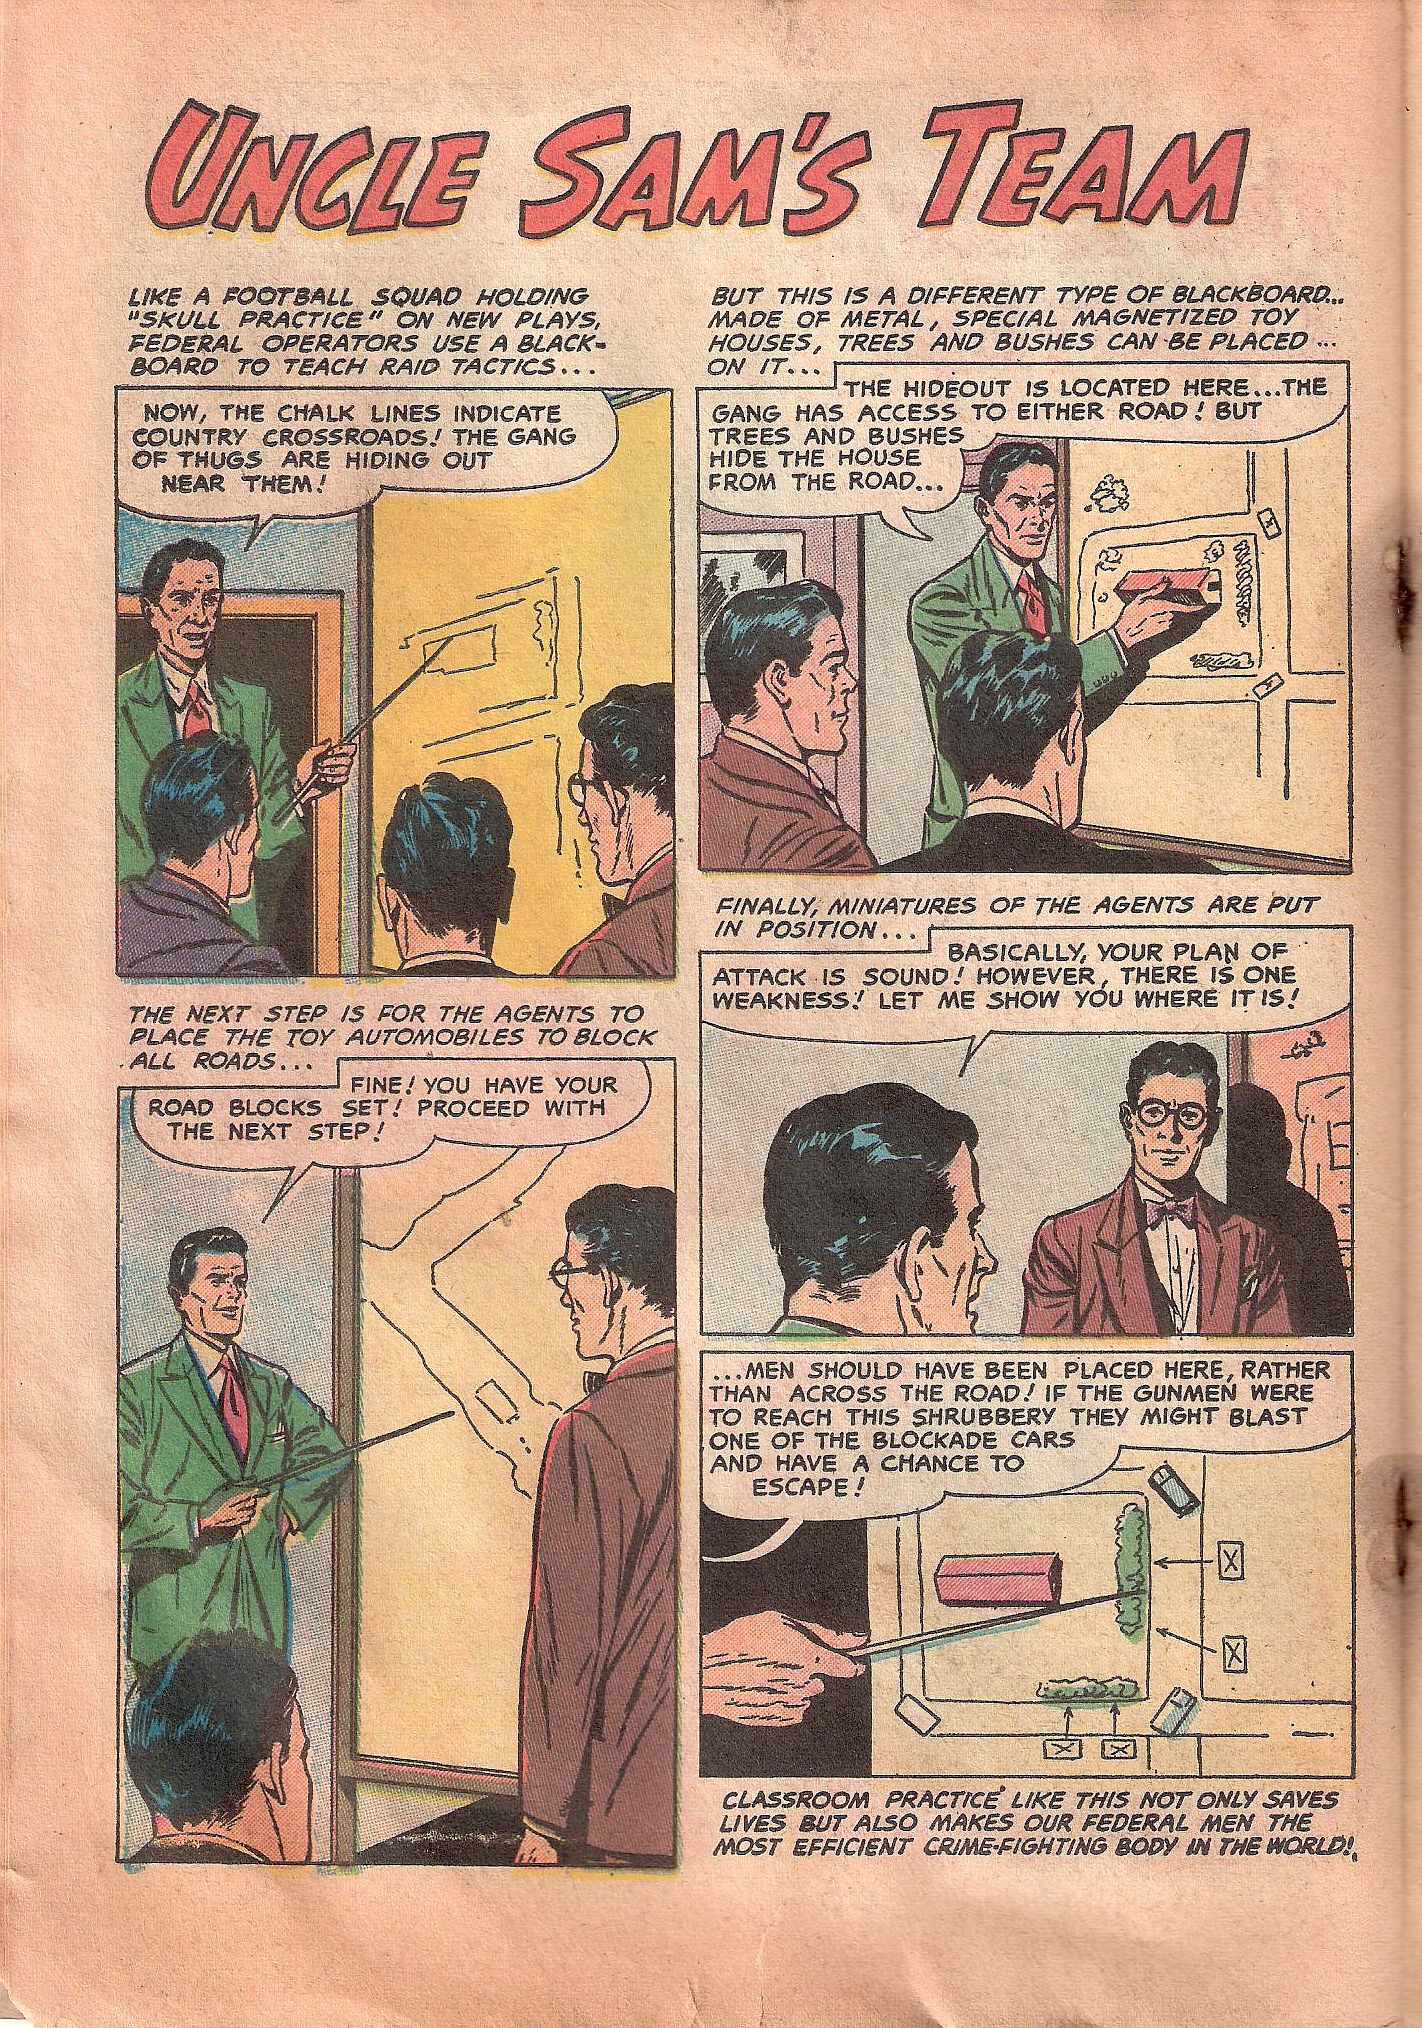 UNCLE SAM'S TEAM
LIKE A FOOTBALL SQUAD HOLDING
"SKULL PRACTICE" ON NEW PLAYS,
FEDERAL OPERATORS USE A BLACK-
BOARD TO TEACH RAID TACTICS...
NOW, THE CHALK LINES INDICATE
COUNTRY CROSSROADS! THE GANG
OF THUGS ARE HIDING OUT
NEAR THEM!
BUT THIS IS A DIFFERENT TYPE OF BLACKBOARD...
MADE OF METAL, SPECIAL MAGNETIZED TOY
HOUSES, TREES AND BUSHES CAN BE PLACED...
ON IT...
THE HIDEOUT IS LOCATED HERE...THE
GANG HAS ACCESS TO EITHER ROAD! BUT
TREES AND BUSHES
HIDE THE HOUSE
FROM THE ROAD...
THE NEXT STEP IS FOR THE AGENTS TO
PLACE THE TOY AUTOMOBILES TO BLOCK
ALL ROADS...
FINE! YOU HAVE YOUR
ROAD BLOCKS SET! PROCEED WITH
THE NEXT STEP!
FINALLY, MINIATURES OF THE AGENTS ARE PUT
IN POSITION...
BASICALLY, YOUR PLAN OF
ATTACK IS SOUND! HOWEVER, THERE IS ONE
WEAKNESS! LET ME SHOW YOU WHERE IT IS!
...MEN SHOULD HAVE BEEN PLACED HERE, RATHER
THAN ACROSS THE ROAD! IF THE GUNMEN WERE
TO REACH THIS SHRUBBERY THEY MIGHT BLAST
ONE OF THE BLOCKADE CARS
AND HAVE A CHANCE TO
ESCAPE!
X
X
X X
CLASSROOM PRACTICE LIKE THIS NOT ONLY SAVES
LIVES BUT ALSO MAKES OUR FEDERAL MEN THE
MOST EFFICIENT CRIME-FIGHTING BODY IN THE WORLD!